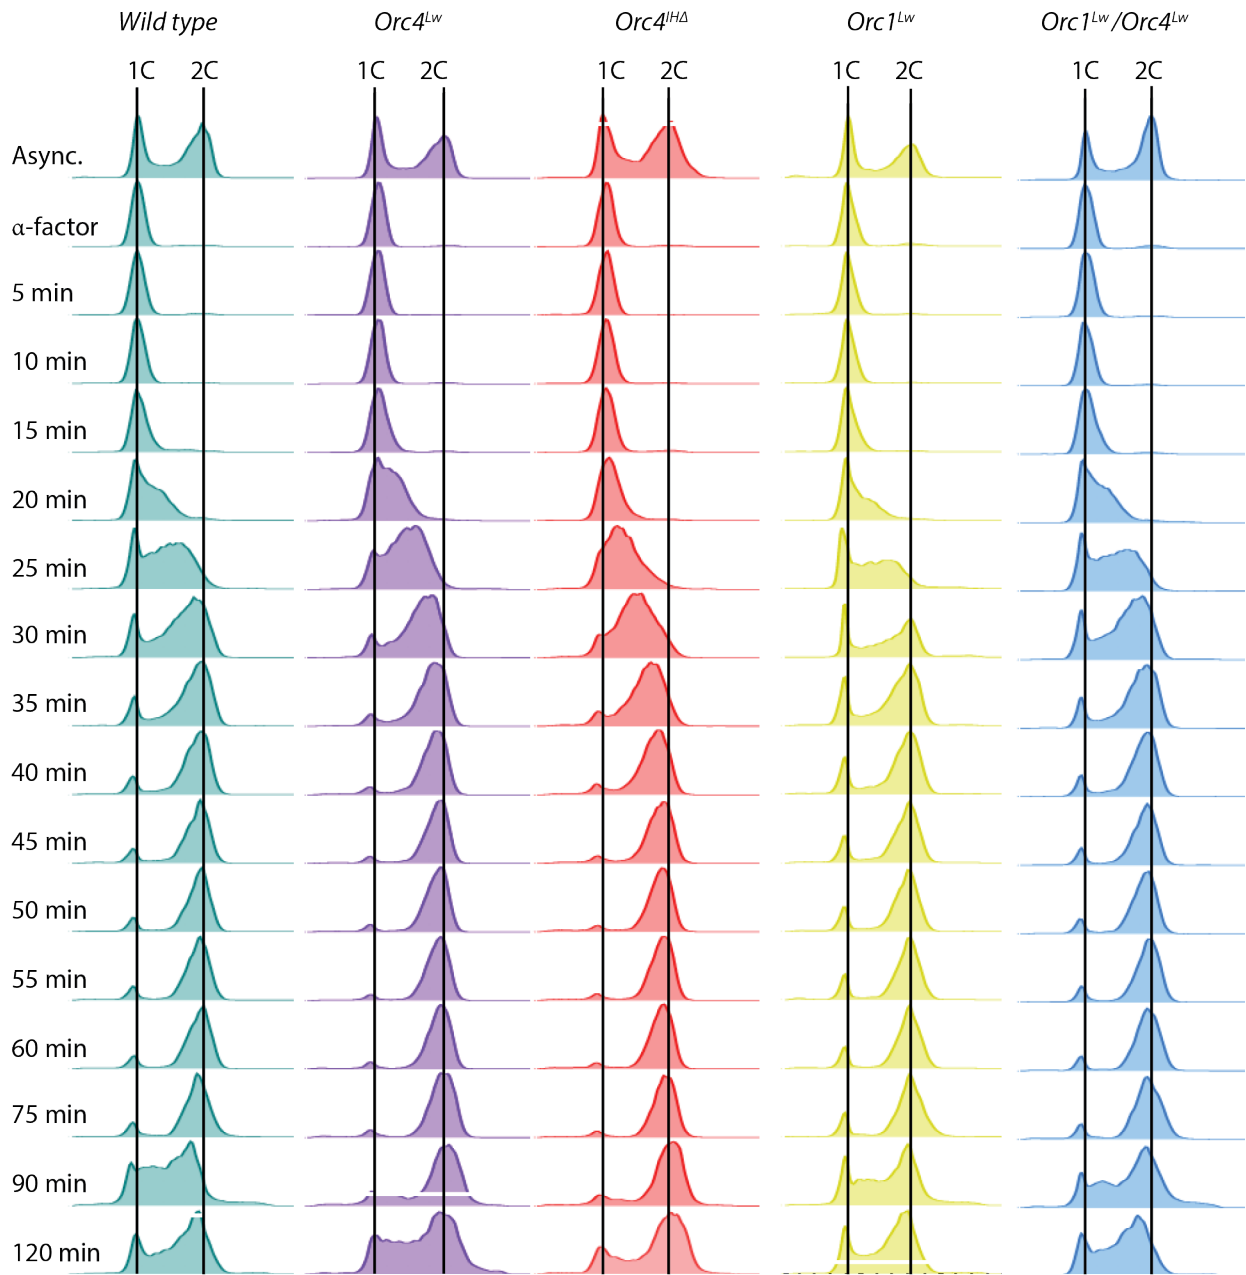 Wild type Orc4ᴸʷ Orc4ᴵᴴᐞ Orc1ᴸʷ Orc1ᴸʷ/Orc4ᴸʷ
1C 2C 1C 2C 1C 2C 1C 2C 1C 2C
Async.
α-factor
5 min
10 min
15 min
20 min
25 min
30 min
35 min
40 min
45 min
50 min
55 min
60 min
75 min
90 min
120 min